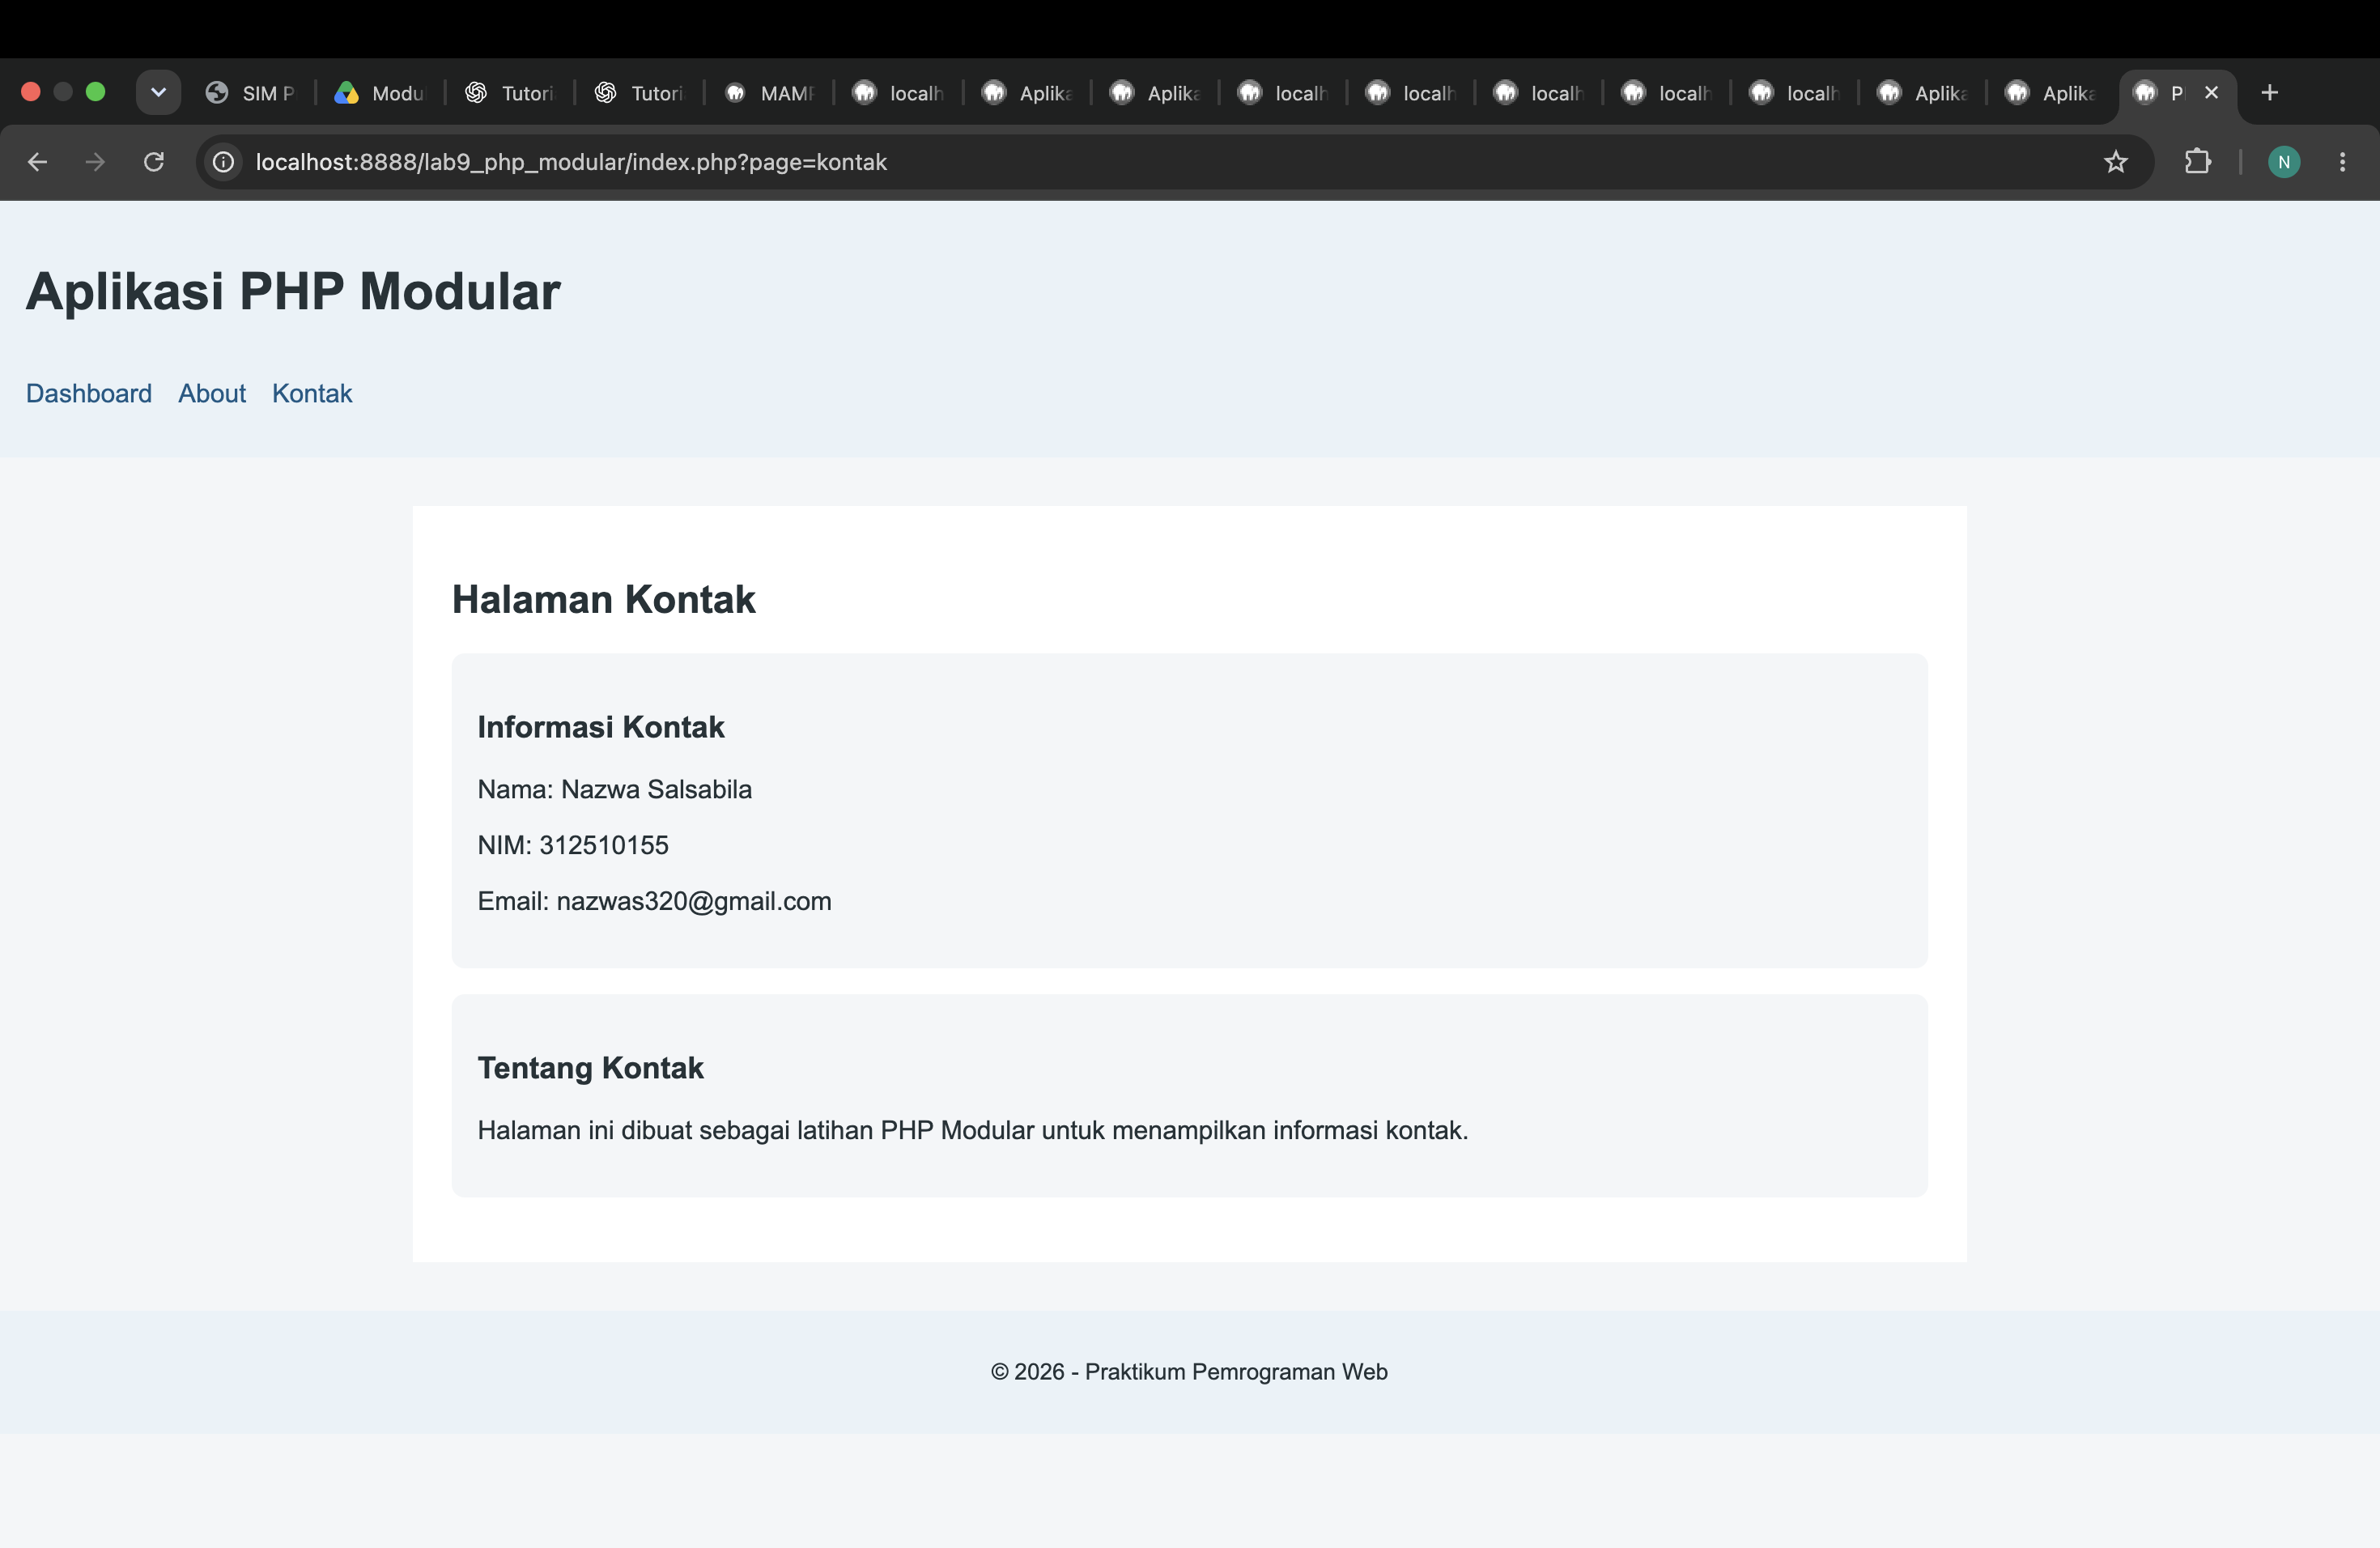 SIM P
Modul
Tutori
Tutori
MAMP
localh
Aplika
Aplika
localh
localh
localh
localh
localh
Aplika
Aplika
P
localhost:8888/lab9_php_modular/index.php?page=kontak
N
Aplikasi PHP Modular
Dashboard About Kontak
Halaman Kontak
Informasi Kontak
Nama: Nazwa Salsabila
NIM: 312510155
Email: nazwas320@gmail.com
Tentang Kontak
Halaman ini dibuat sebagai latihan PHP Modular untuk menampilkan informasi kontak.
© 2026 - Praktikum Pemrograman Web